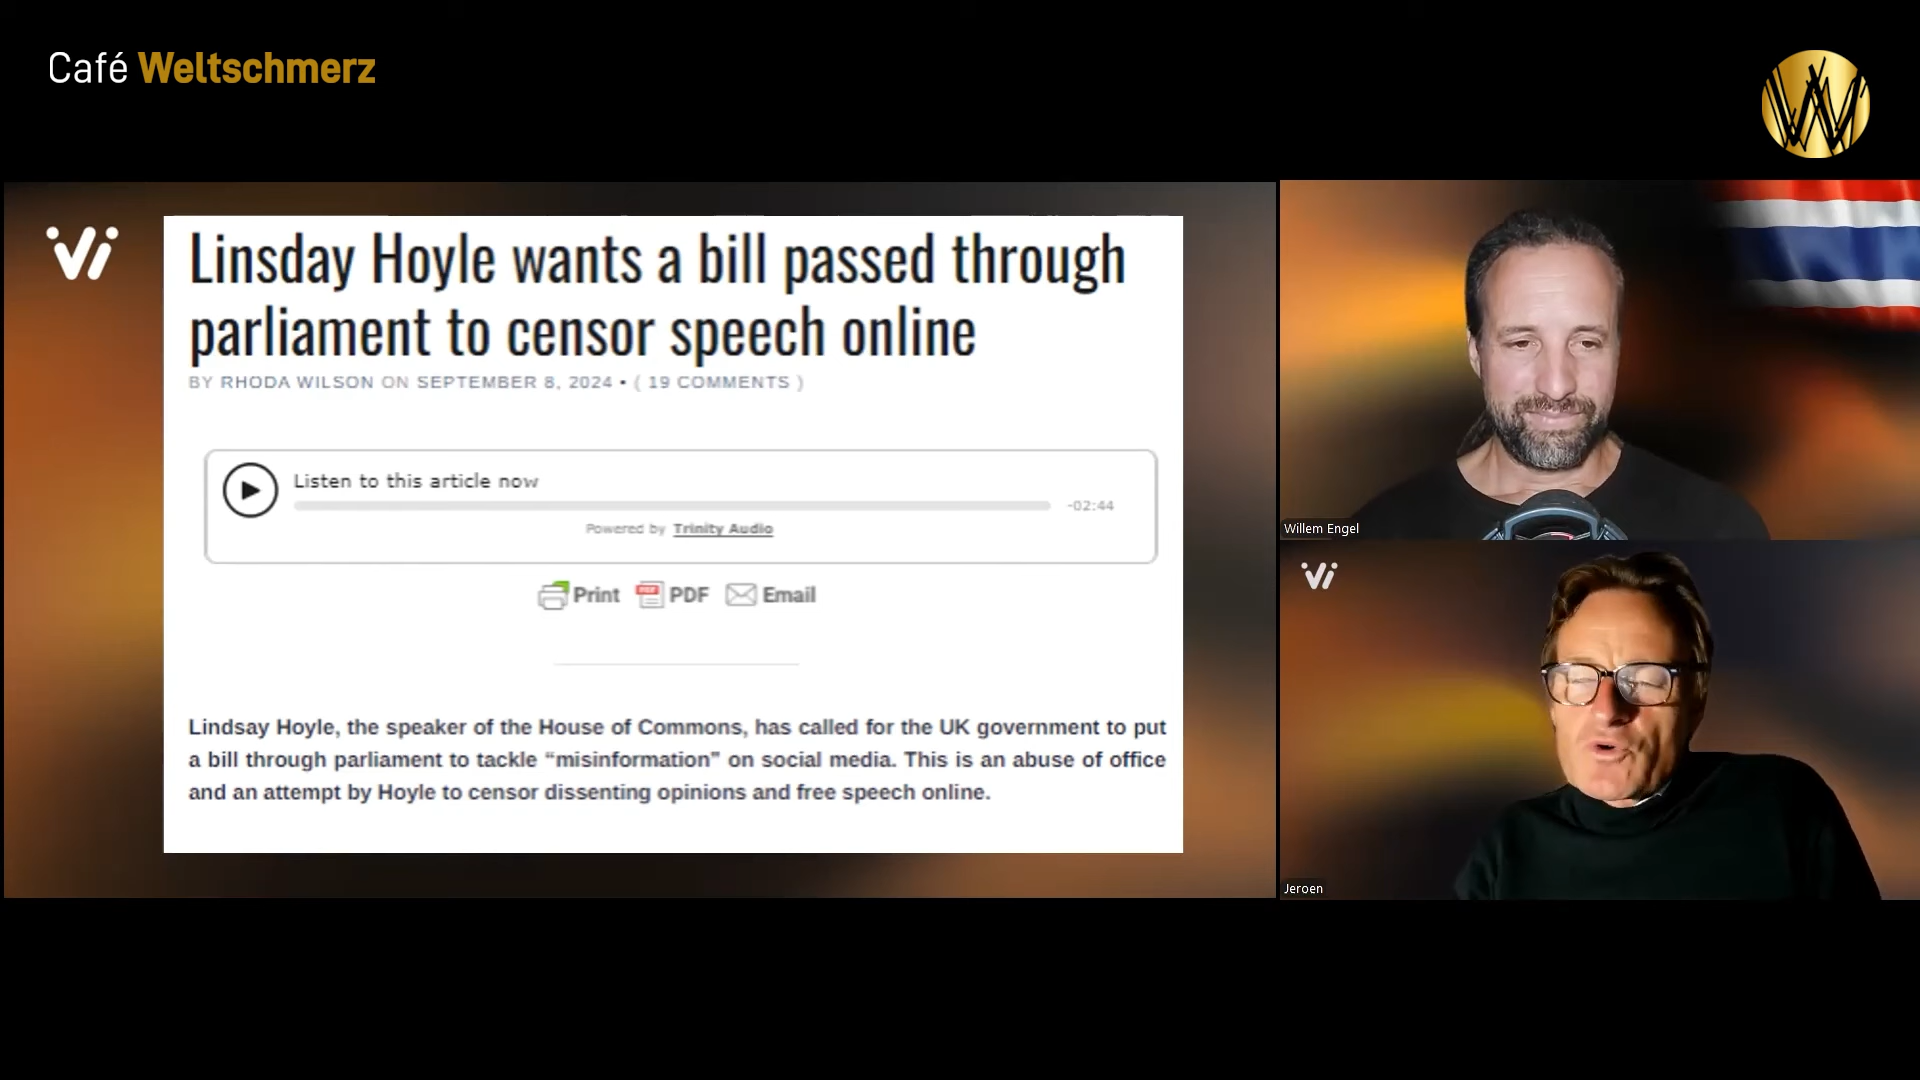 Café Weltschmerz
Linsday Hoyle wants a bill passed through
parliament to censor speech online
BY RHODA WILSON ON SEPTEMBER 8, 2024 • ( 19 COMMENTS )
Listen to this article now
-02:44
Powered by Trinity Audio
Print PDF Email
Lindsay Hoyle, the speaker of the House of Commons, has called for the UK government to put
a bill through parliament to tackle “misinformation” on social media. This is an abuse of office
and an attempt by Hoyle to censor dissenting opinions and free speech online.
Willem Engel
Jeroen